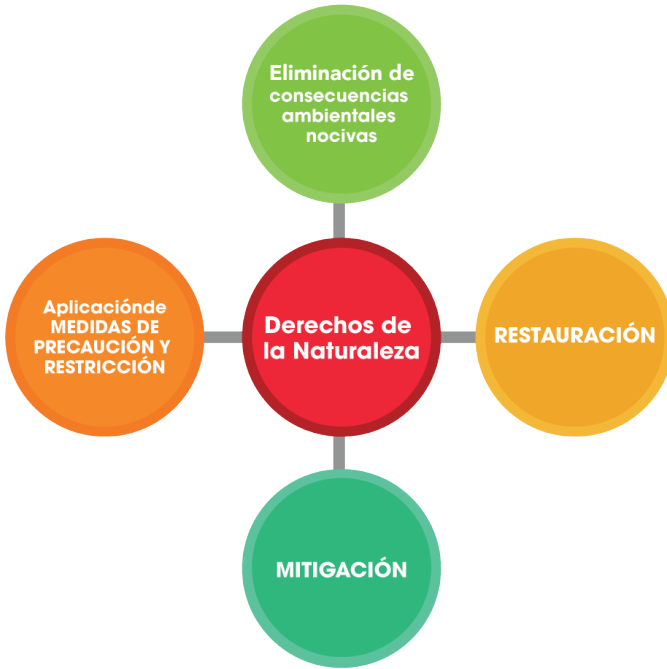 Eliminación de
consecuencias
ambientales
nocivas
Aplicaciónde
MEDIDAS DE
PRECAUCIÓN Y
RESTRICCIÓN
Derechos de
la Naturaleza
RESTAURACIÓN
MITIGACIÓN